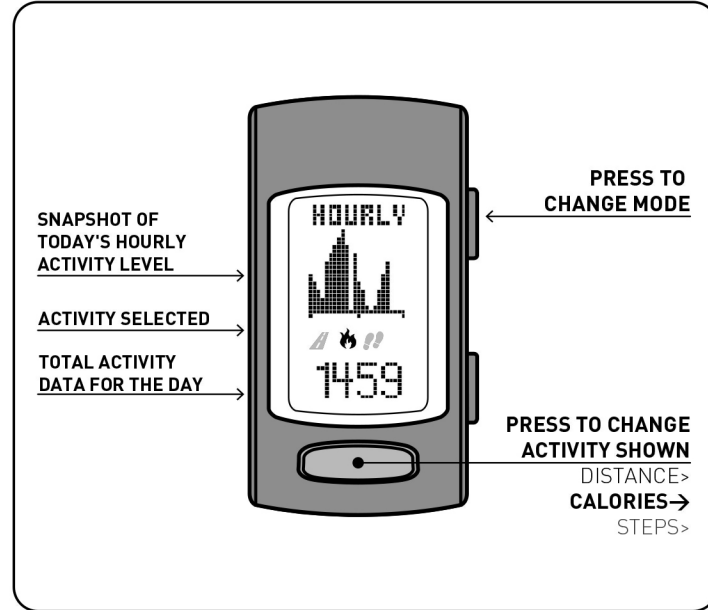 SNAPSHOT OF
TODAY'S HOURLY
ACTIVITY LEVEL
ACTIVITY SELECTED
TOTAL ACTIVITY
DATA FOR THE DAY
HOURLY
1459
PRESS TO
CHANGE MODE
PRESS TO CHANGE
ACTIVITY SHOWN
DISTANCE>
CALORIES→
STEPS>